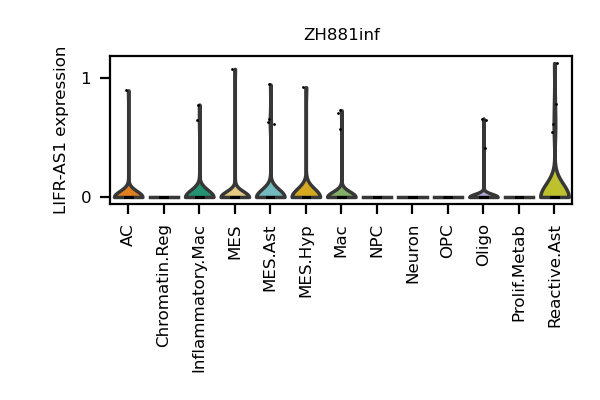 ZH881inf
LIFR-AS1 expression
1
0
AC
Chromatin.Reg
Inflammatory.Mac
MES
MES.Ast
MES.Hyp
Mac
NPC
Neuron
OPC
Oligo
Prolif.Metab
Reactive.Ast